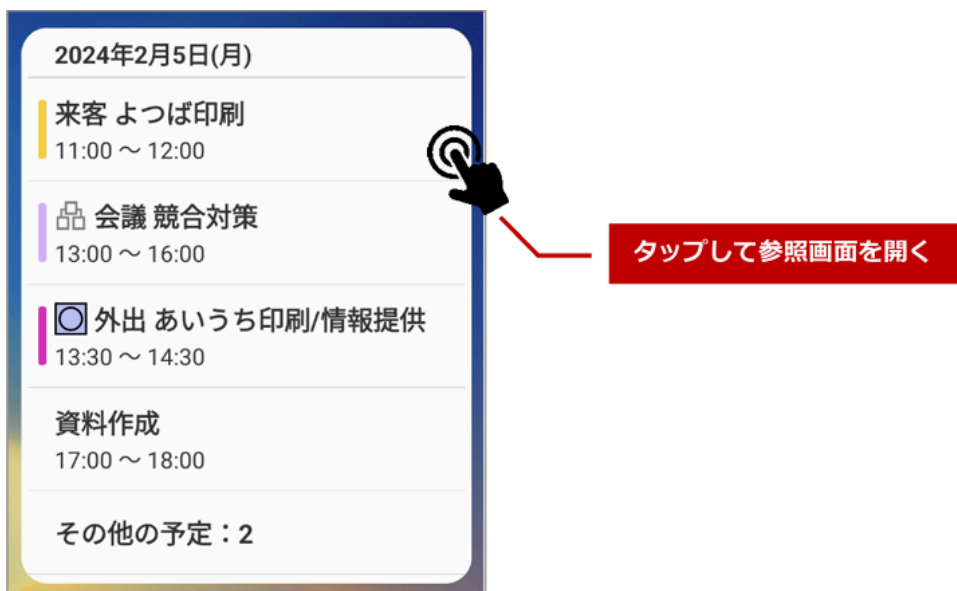 2024年2月5日(月)
来客 よつば印刷
11:00 ～ 12:00
会議 競合対策
13:00 ～ 16:00
外出 あいうち印刷/情報提供
13:30 ～ 14:30
資料作成
17:00 ～ 18:00
その他の予定：2
タップして参照画面を開く